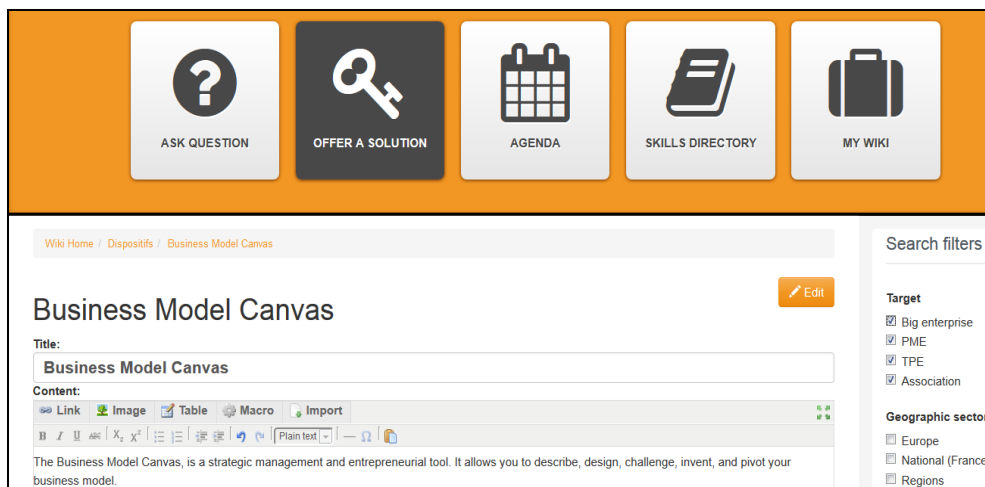 ASK QUESTION
OFFER A SOLUTION
AGENDA
SKILLS DIRECTORY
MY WIKI
Wiki Home / Dispositifs / Business Model Canvas
Edit
Business Model Canvas
Title:
Business Model Canvas
Content:
Link Image Table Macro Import
B I U ABC X₂ X² Plain text Ω
The Business Model Canvas, is a strategic management and entrepreneurial tool. It allows you to describe, design, challenge, invent, and pivot your
business model.
Search filters
Target
Big enterprise
PME
TPE
Association
Geographic sector
Europe
National (France
Regions